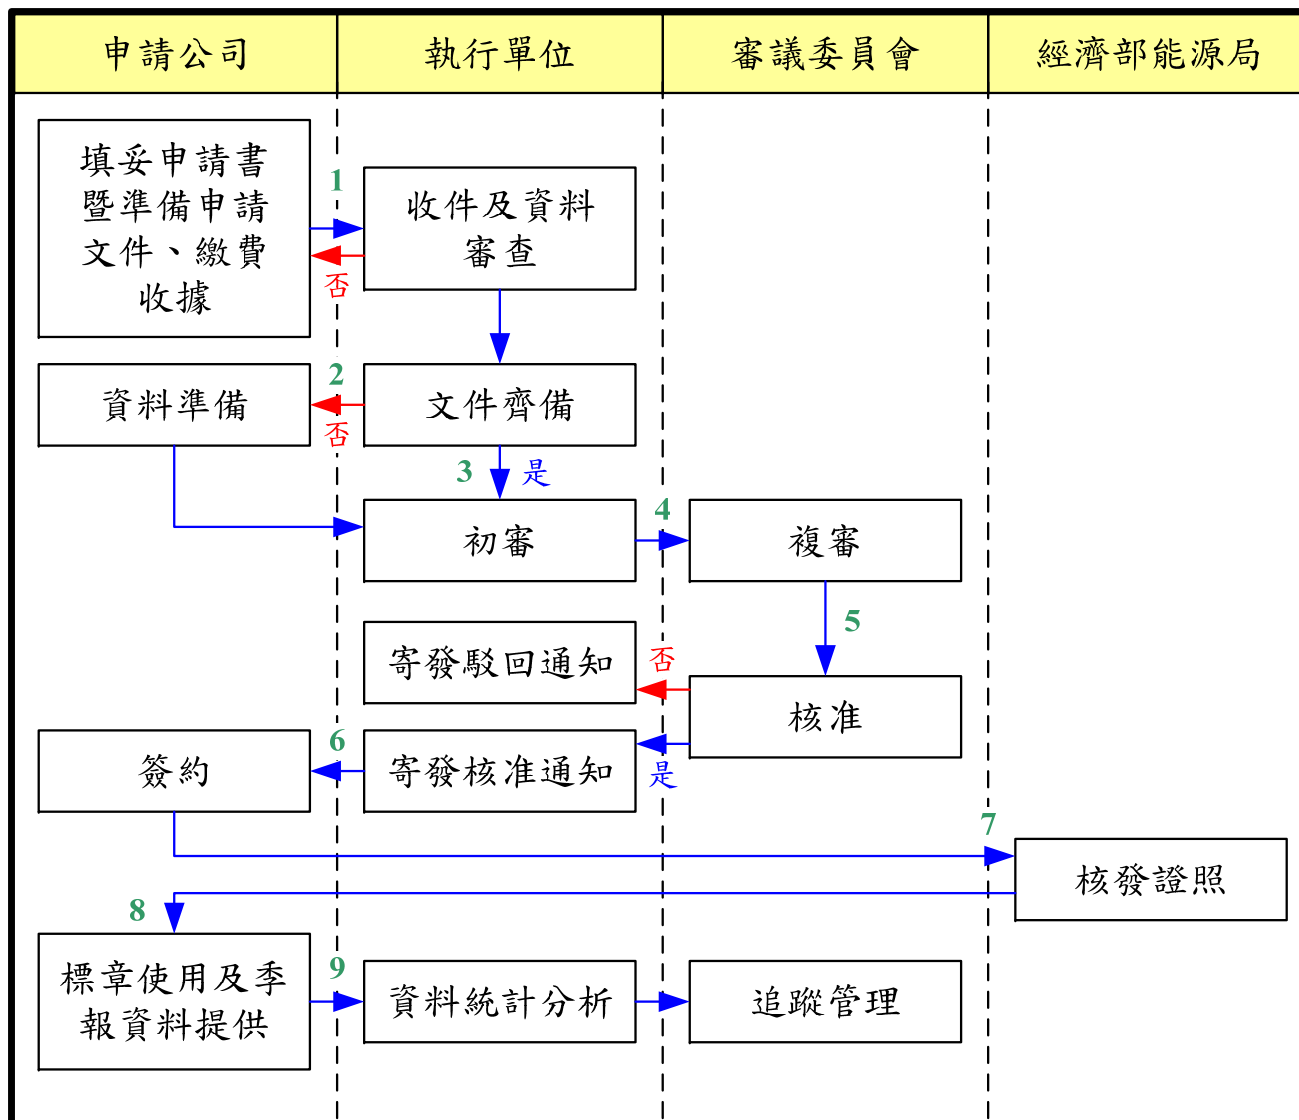 申請公司
執行單位
審議委員會
經濟部能源局
填妥申請書
暨準備申請
文件、繳費
收據
1
否
收件及資料
審查
資料準備
2
否
文件齊備
3
是
初審
4
複審
5
寄發駁回通知
否
核准
簽約
6
寄發核准通知
是
7
核發證照
8
標章使用及季
報資料提供
9
資料統計分析
追蹤管理